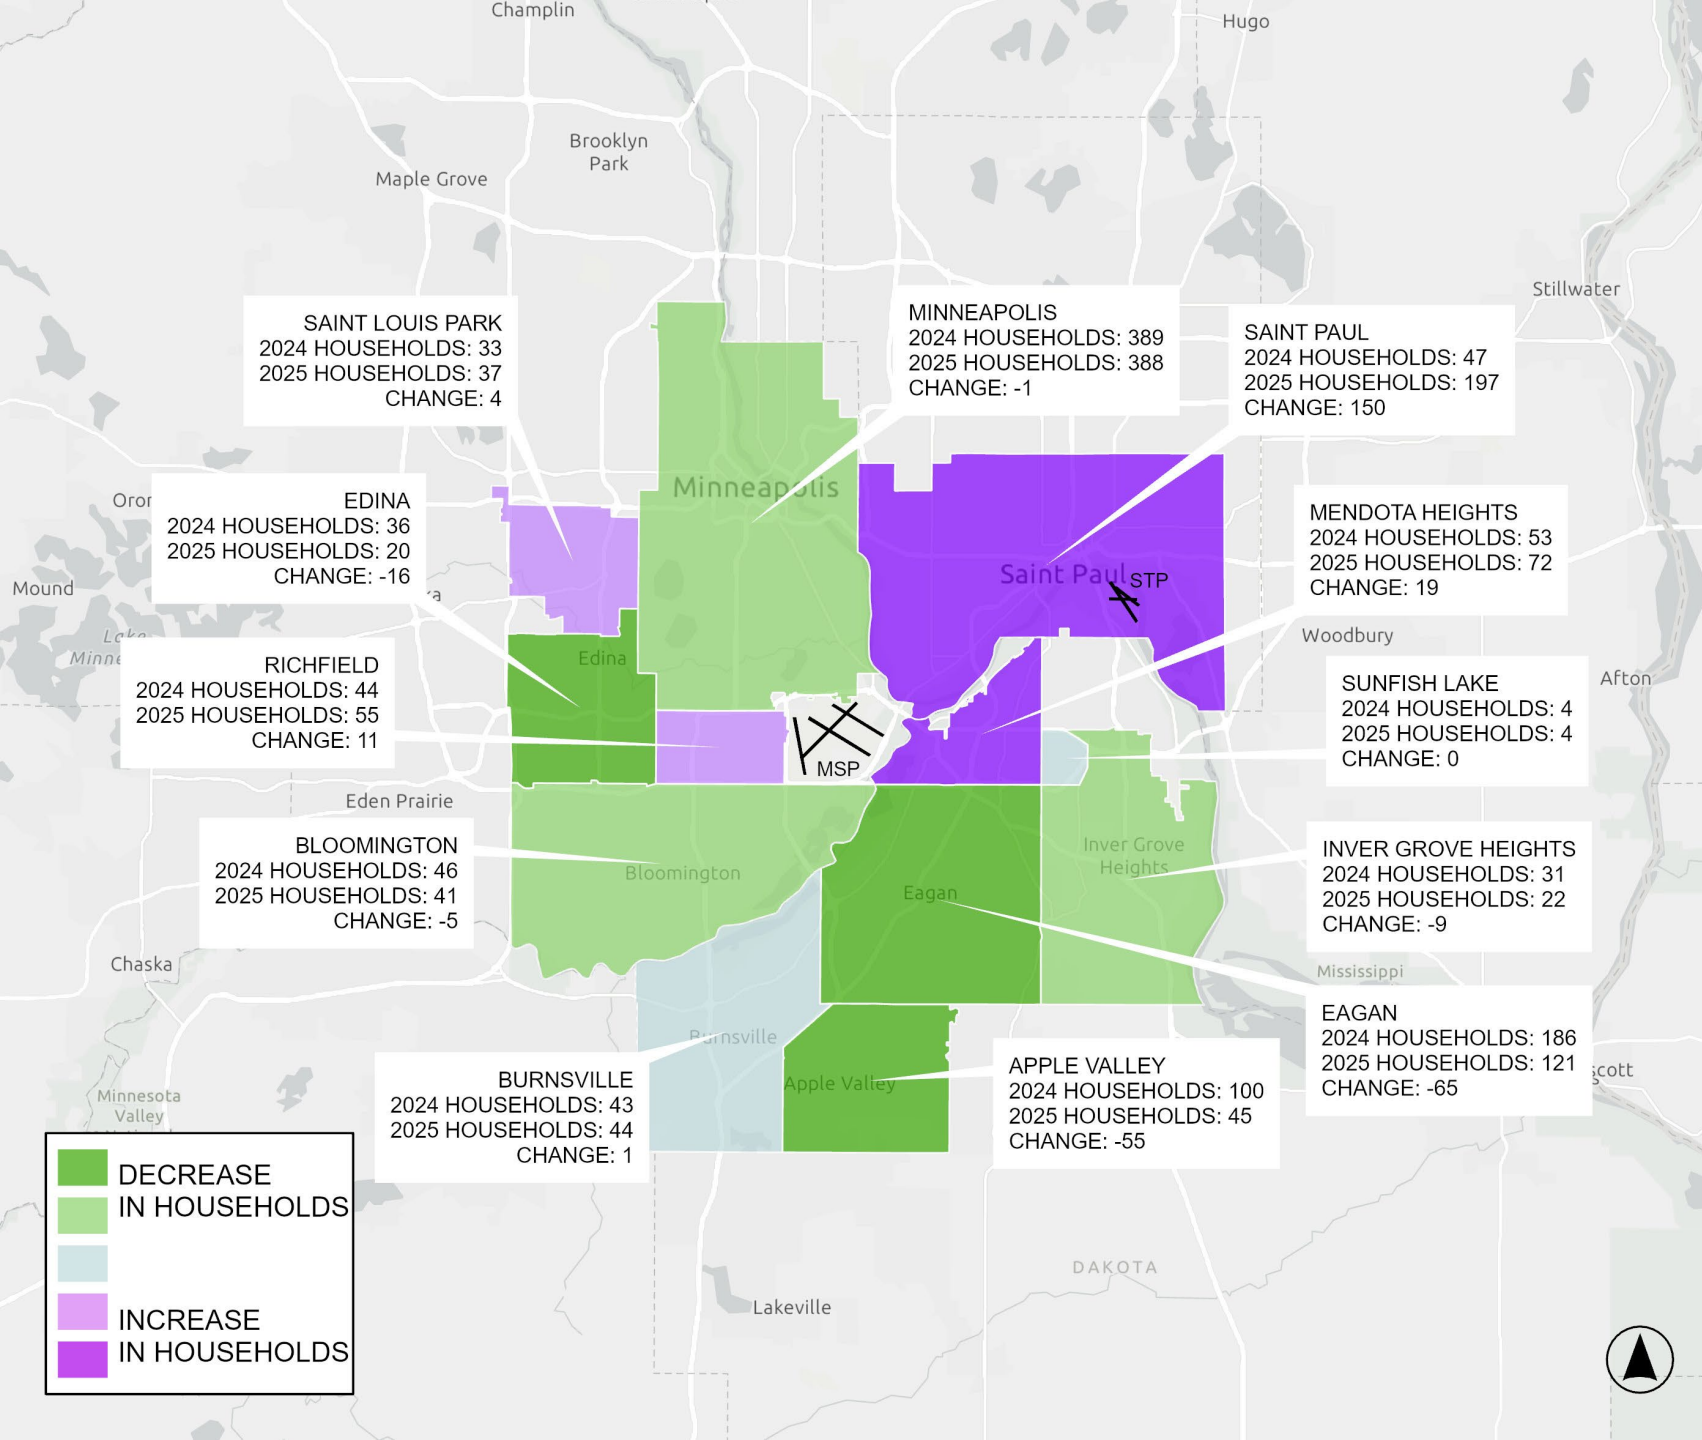 Champlin
Hugo
Brooklyn
Park
Maple Grove
Stillwater
SAINT LOUIS PARK
2024 HOUSEHOLDS: 33
2025 HOUSEHOLDS: 37
CHANGE: 4
MINNEAPOLIS
2024 HOUSEHOLDS: 389
2025 HOUSEHOLDS: 388
CHANGE: -1
SAINT PAUL
2024 HOUSEHOLDS: 47
2025 HOUSEHOLDS: 197
CHANGE: 150
Minneapolis
EDINA
2024 HOUSEHOLDS: 36
2025 HOUSEHOLDS: 20
CHANGE: -16
MENDOTA HEIGHTS
2024 HOUSEHOLDS: 53
2025 HOUSEHOLDS: 72
CHANGE: 19
Saint Paul
STP
Mound
Lake
Woodbury
Afton
Edina
RICHFIELD
2024 HOUSEHOLDS: 44
2025 HOUSEHOLDS: 55
CHANGE: 11
SUNFISH LAKE
2024 HOUSEHOLDS: 4
2025 HOUSEHOLDS: 4
CHANGE: 0
MSP
Eden Prairie
BLOOMINGTON
2024 HOUSEHOLDS: 46
2025 HOUSEHOLDS: 41
CHANGE: -5
Bloomington
Eagan
Inver Grove
Heights
INVER GROVE HEIGHTS
2024 HOUSEHOLDS: 31
2025 HOUSEHOLDS: 22
CHANGE: -9
Chaska
Mississippi
EAGAN
2024 HOUSEHOLDS: 186
2025 HOUSEHOLDS: 121
CHANGE: -65
Burnsville
BURNSVILLE
2024 HOUSEHOLDS: 43
2025 HOUSEHOLDS: 44
CHANGE: 1
Apple Valley
APPLE VALLEY
2024 HOUSEHOLDS: 100
2025 HOUSEHOLDS: 45
CHANGE: -55
Minnesota
Valley
DECREASE
IN HOUSEHOLDS
INCREASE
IN HOUSEHOLDS
DAKOTA
Lakeville